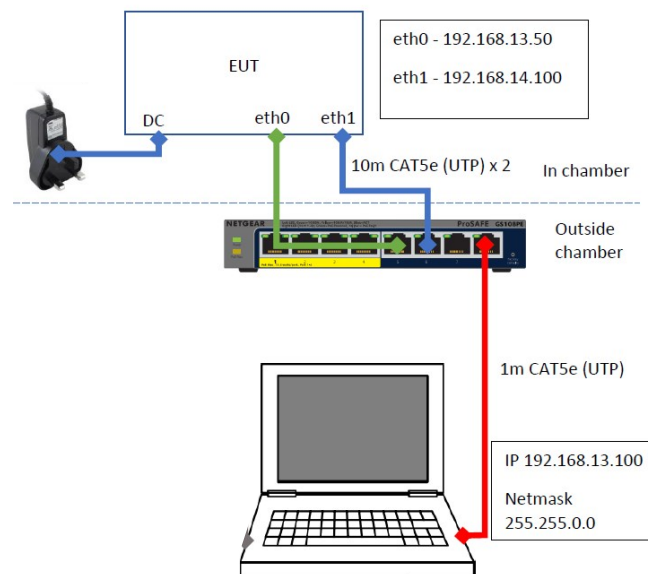 eth0 - 192.168.13.50
eth1 - 192.168.14.100
EUT
DC
eth0
eth1
10m CAT5e (UTP) x 2
In chamber
NETGEAR
ProSAFE GS108PE
Outside
chamber
1m CAT5e (UTP)
IP 192.168.13.100
Netmask
255.255.0.0